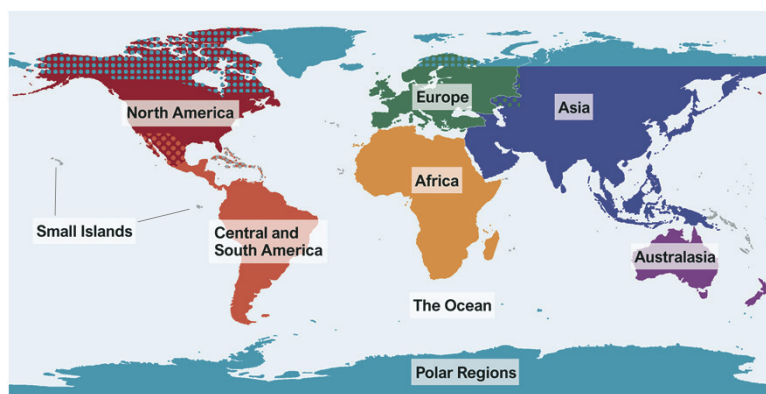 North America
Europe
Asia
Africa
Small Islands
Central and
South America
Australasia
The Ocean
Polar Regions